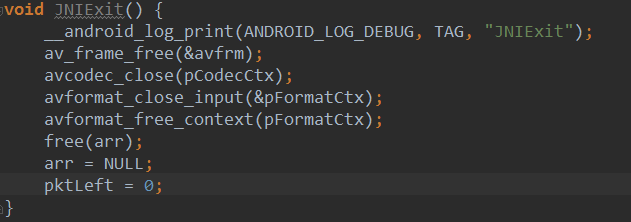 void JNIExit() {
    __android_log_print(ANDROID_LOG_DEBUG, TAG, "JNIExit");
    av_frame_free(&avfrm);
    avcodec_close(pCodecCtx);
    avformat_close_input(&pFormatCtx);
    avformat_free_context(pFormatCtx);
    free(arr);
    arr = NULL;
    pktLeft = 0;
}